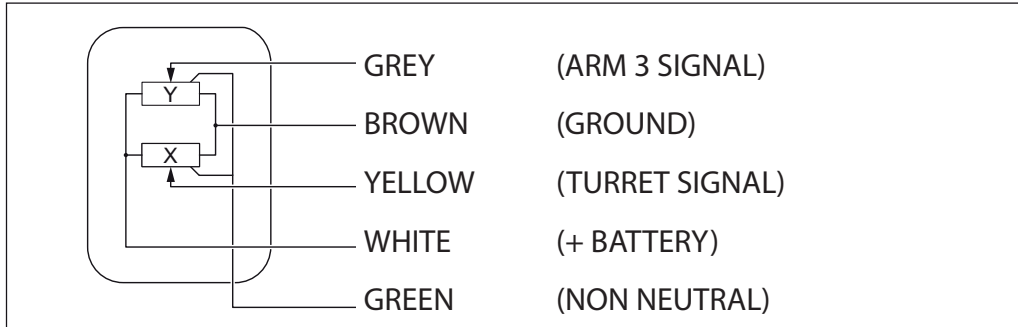 GREY (ARM 3 SIGNAL)
Y
BROWN (GROUND)
X
YELLOW (TURRET SIGNAL)
WHITE (+ BATTERY)
GREEN (NON NEUTRAL)